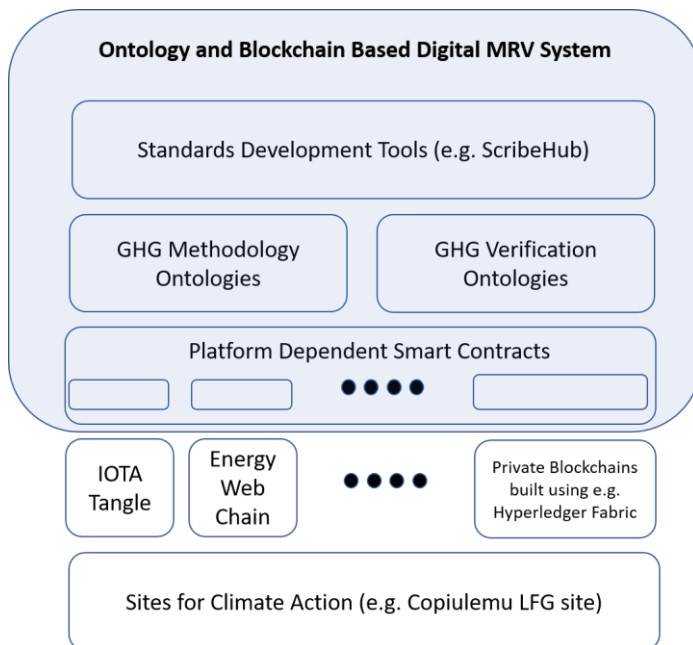 Ontology and Blockchain Based Digital MRV System
Standards Development Tools (e.g. ScribeHub)
GHG Methodology
Ontologies
GHG Verification
Ontologies
Platform Dependent Smart Contracts
IOTA
Tangle
Energy
Web
Chain
Private Blockchains
built using e.g.
Hyperledger Fabric
Sites for Climate Action (e.g. Copiulemu LFG site)